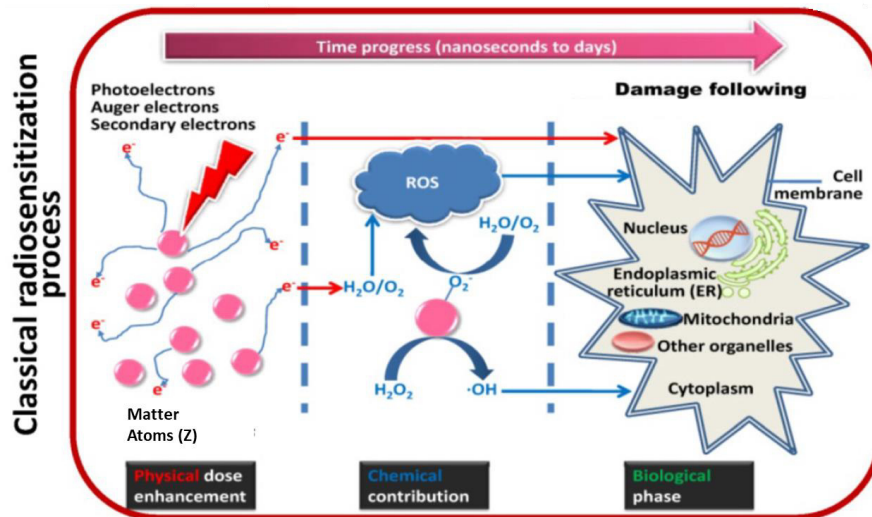 Classical radiosensitization
process
Time progress (nanoseconds to days)
Photoelectrons
Auger electrons
Secondary electrons
e-
e-
e-
e-
e-
e-
e-
Matter
Atoms (Z)
Physical dose
enhancement
ROS
H2O/O2
H2O/O2
O2-
H2O2
·OH
Chemical
contribution
Damage following
Cell
membrane
Nucleus
Endoplasmic
reticulum (ER)
Mitochondria
Other organelles
Cytoplasm
Biological
phase